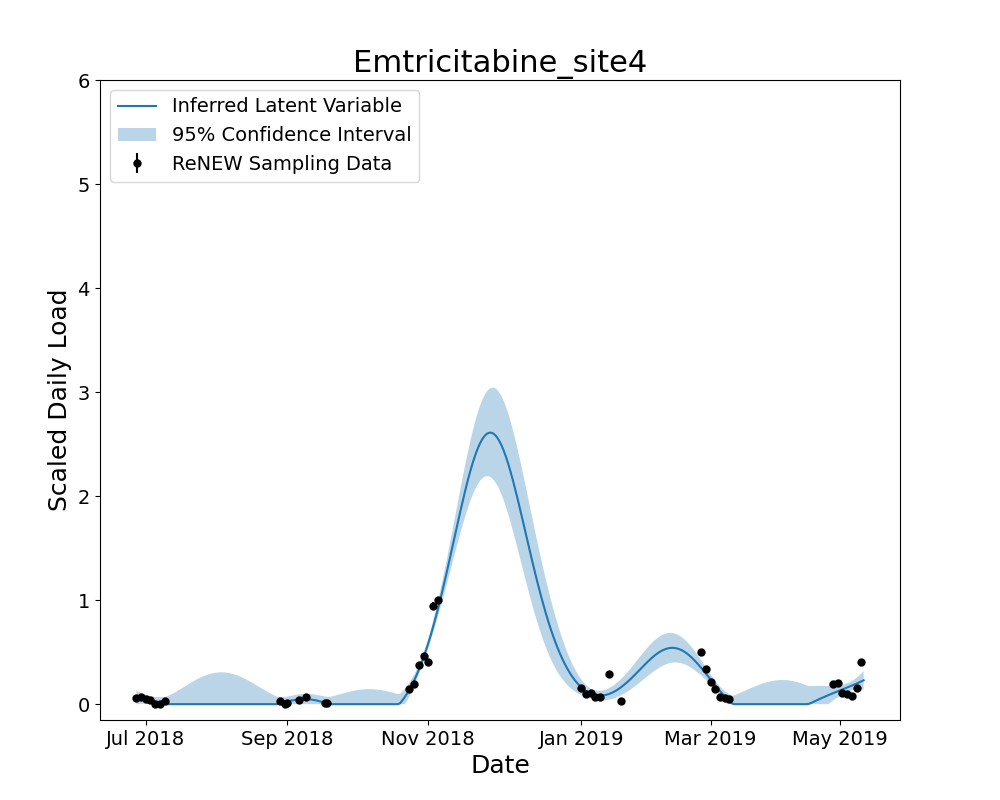 Emtricitabine_site4
Inferred Latent Variable
95% Confidence Interval
ReNEW Sampling Data
Scaled Daily Load
6
5
4
3
2
1
0
Jul 2018
Sep 2018
Nov 2018
Jan 2019
Mar 2019
May 2019
Date